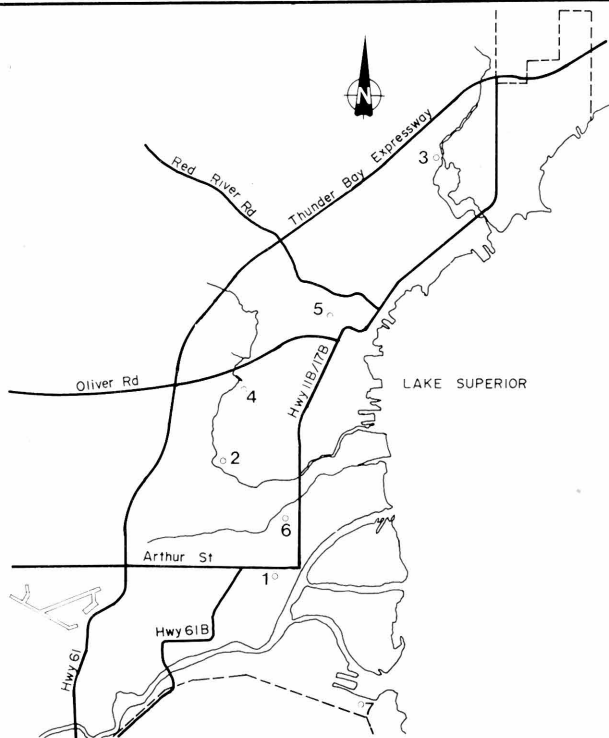 N
3
Thunder Bay Expressway
Red River Rd
5
Hwy 11B/17B
Oliver Rd
LAKE SUPERIOR
4
2
6
Arthur St
1
Hwy 61B
Hwy 61
7